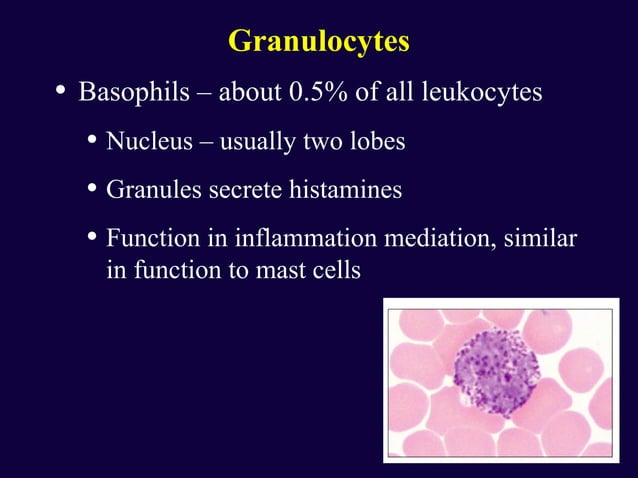 Granulocytes
• Basophils – about 0.5% of all leukocytes
• Nucleus – usually two lobes
• Granules secrete histamines
• Function in inflammation mediation, similar
in function to mast cells